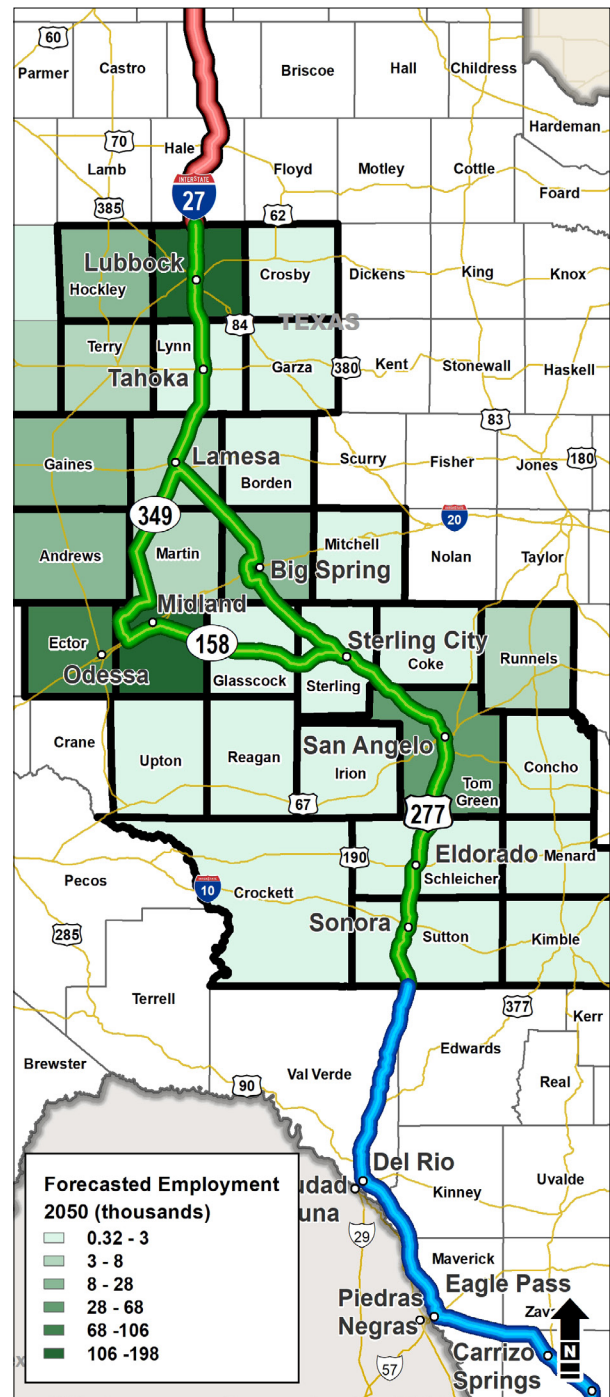 60
Parmer
Castro
Briscoe
Hall
Childress
Hardeman
70
Hale
Lamb
Floyd
Motley
Cottle
Foard
INTERSTATE
27
385
62
Lubbock
Hockley
Crosby
Dickens
King
Knox
84
TEXAS
Terry
Lynn
Garza
380
Kent
Stonewall
Haskell
Tahoka
83
Gaines
Lamesa
Borden
Scurry
Fisher
Jones
180
349
20
Andrews
Martin
Mitchell
Nolan
Taylor
Big Spring
Midland
158
Ector
Odessa
Glasscock
Sterling City
Sterling
Coke
Runnels
Crane
Upton
Reagan
San Angelo
Irion
Concho
Tom
Green
67
277
190
Eldorado
Schleicher
Menard
Pecos
10
Crockett
Sonora
Sutton
Kimble
285
Terrell
377
Kerr
Brewster
90
Val Verde
Edwards
Real
Del Rio
udad
una
Kinney
Uvalde
29
Maverick
Eagle Pass
Piedras
Negras
Zav
N
57
Carrizo
Springs
Forecasted Employment
2050 (thousands)
0.32 - 3
3 - 8
8 - 28
28 - 68
68 -106
106 -198